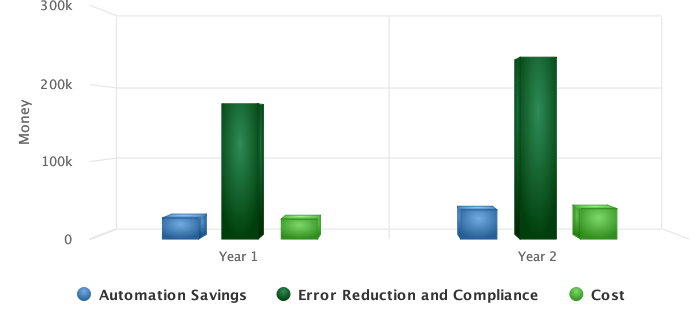 300k
200k
Money
100k
0
Year 1
Year 2
Automation Savings
Error Reduction and Compliance
Cost